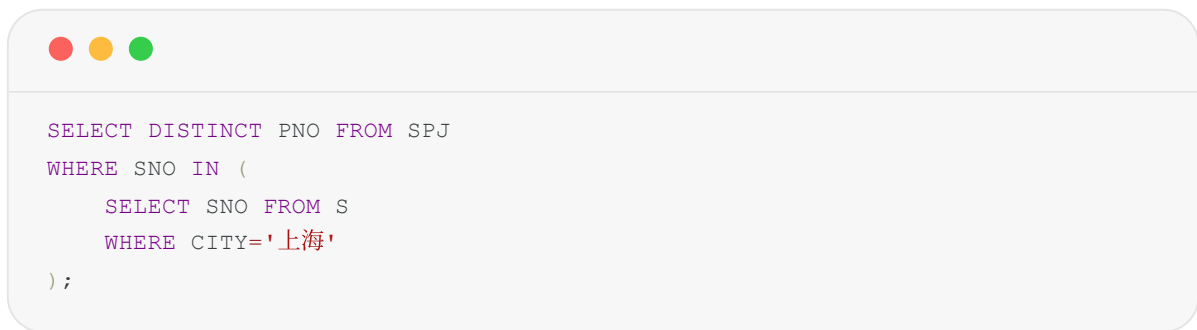 SELECT DISTINCT PNO FROM SPJ
WHERE SNO IN (
    SELECT SNO FROM S
    WHERE CITY='上海'
);